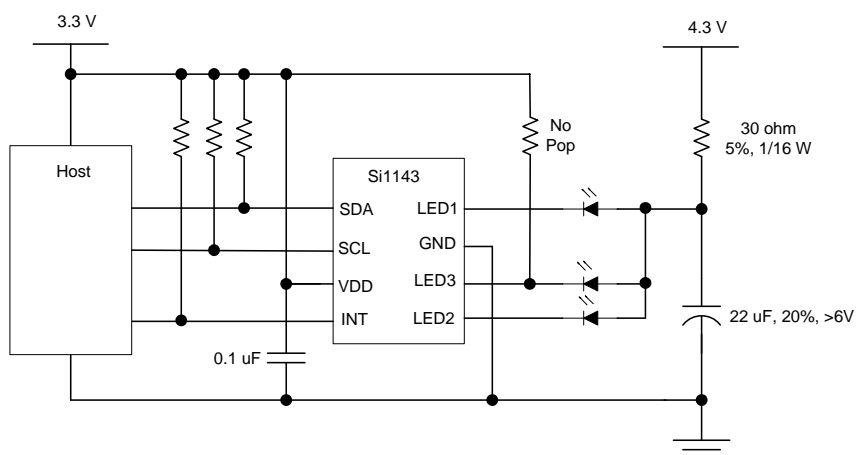 3.3 V
4.3 V
No
Pop
30 ohm
5%, 1/16 W
Host
Si1143
SDA
LED1
SCL
GND
VDD
LED3
INT
LED2
0.1 uF
22 uF, 20%, >6V